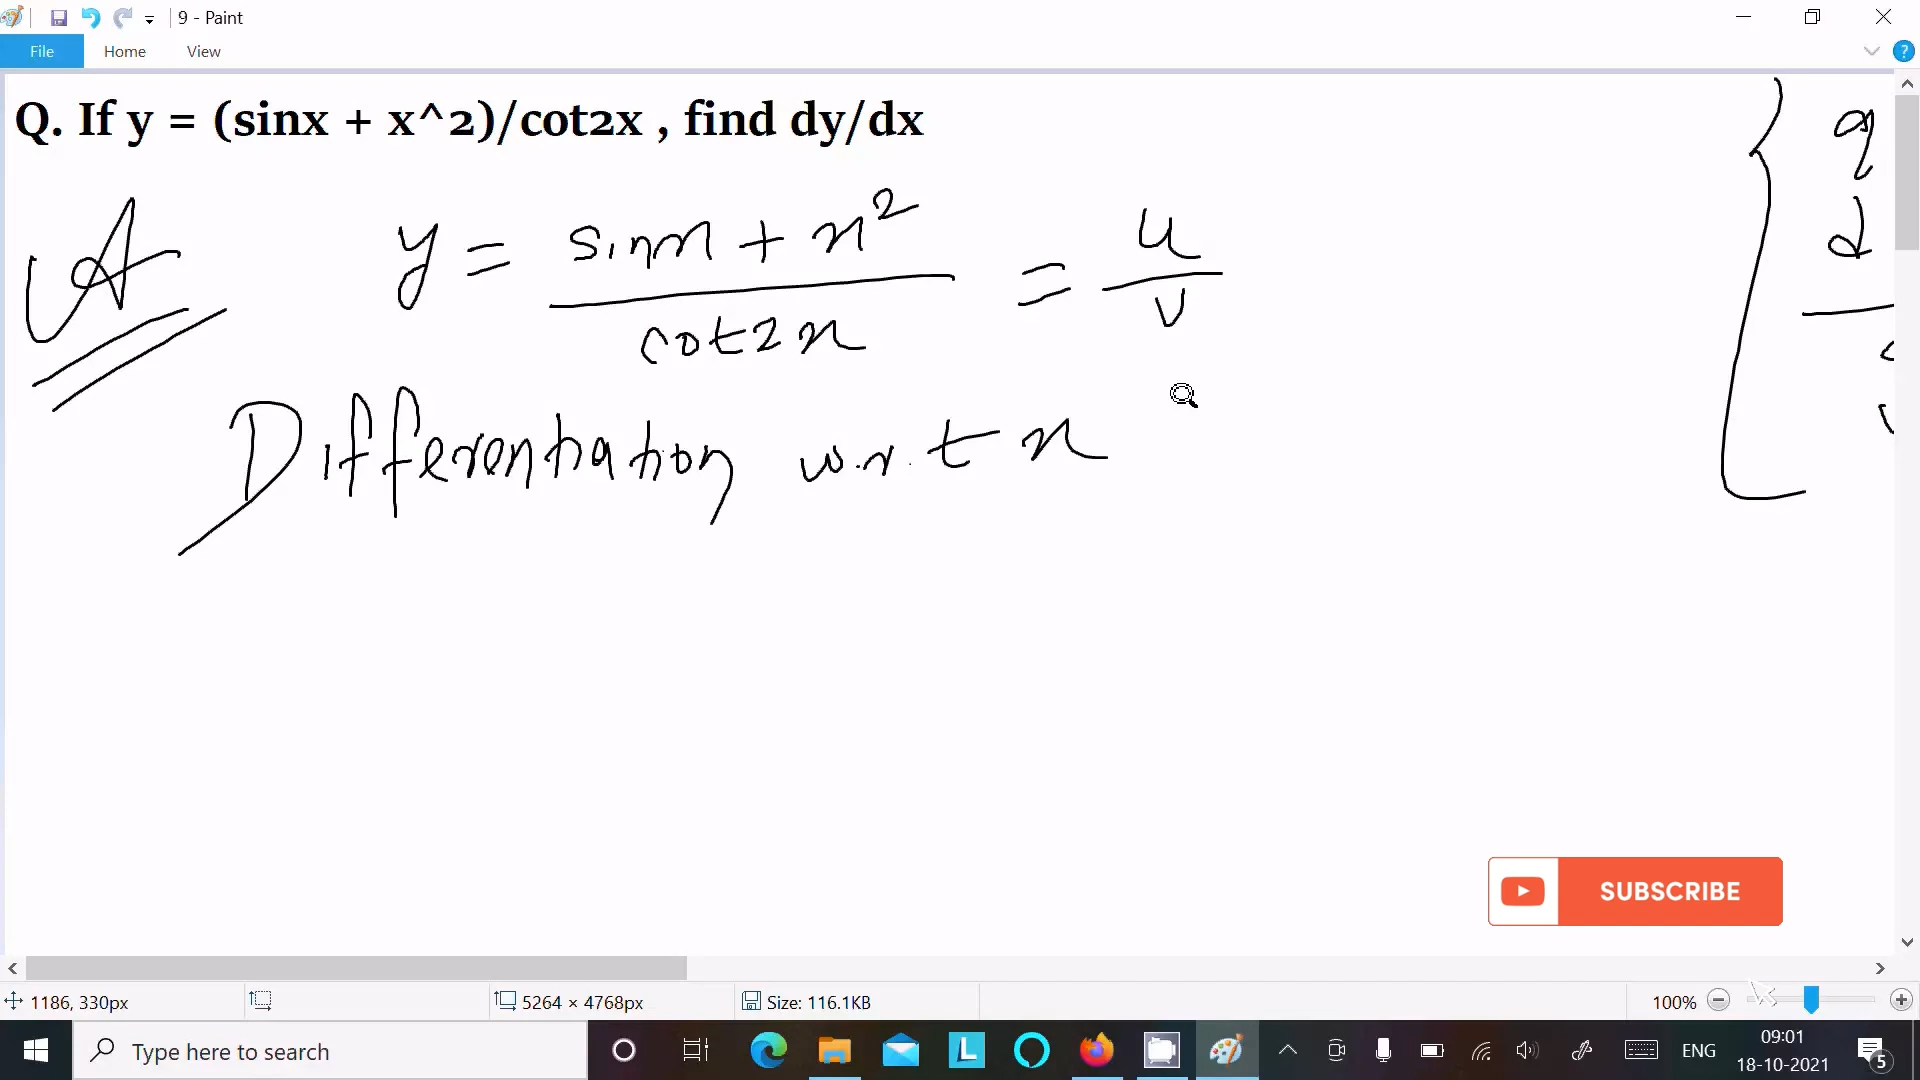 9 - Paint
File Home View
Q. If y = (sinx + x^2)/cot2x , find dy/dx
A y = sinx + x² / cot2x = u / v
Differentiation w.r.t x
SUBSCRIBE
1186, 330px 5264 × 4768px Size: 116.1KB 100%
Type here to search ENG 09:01
18-10-2021 5